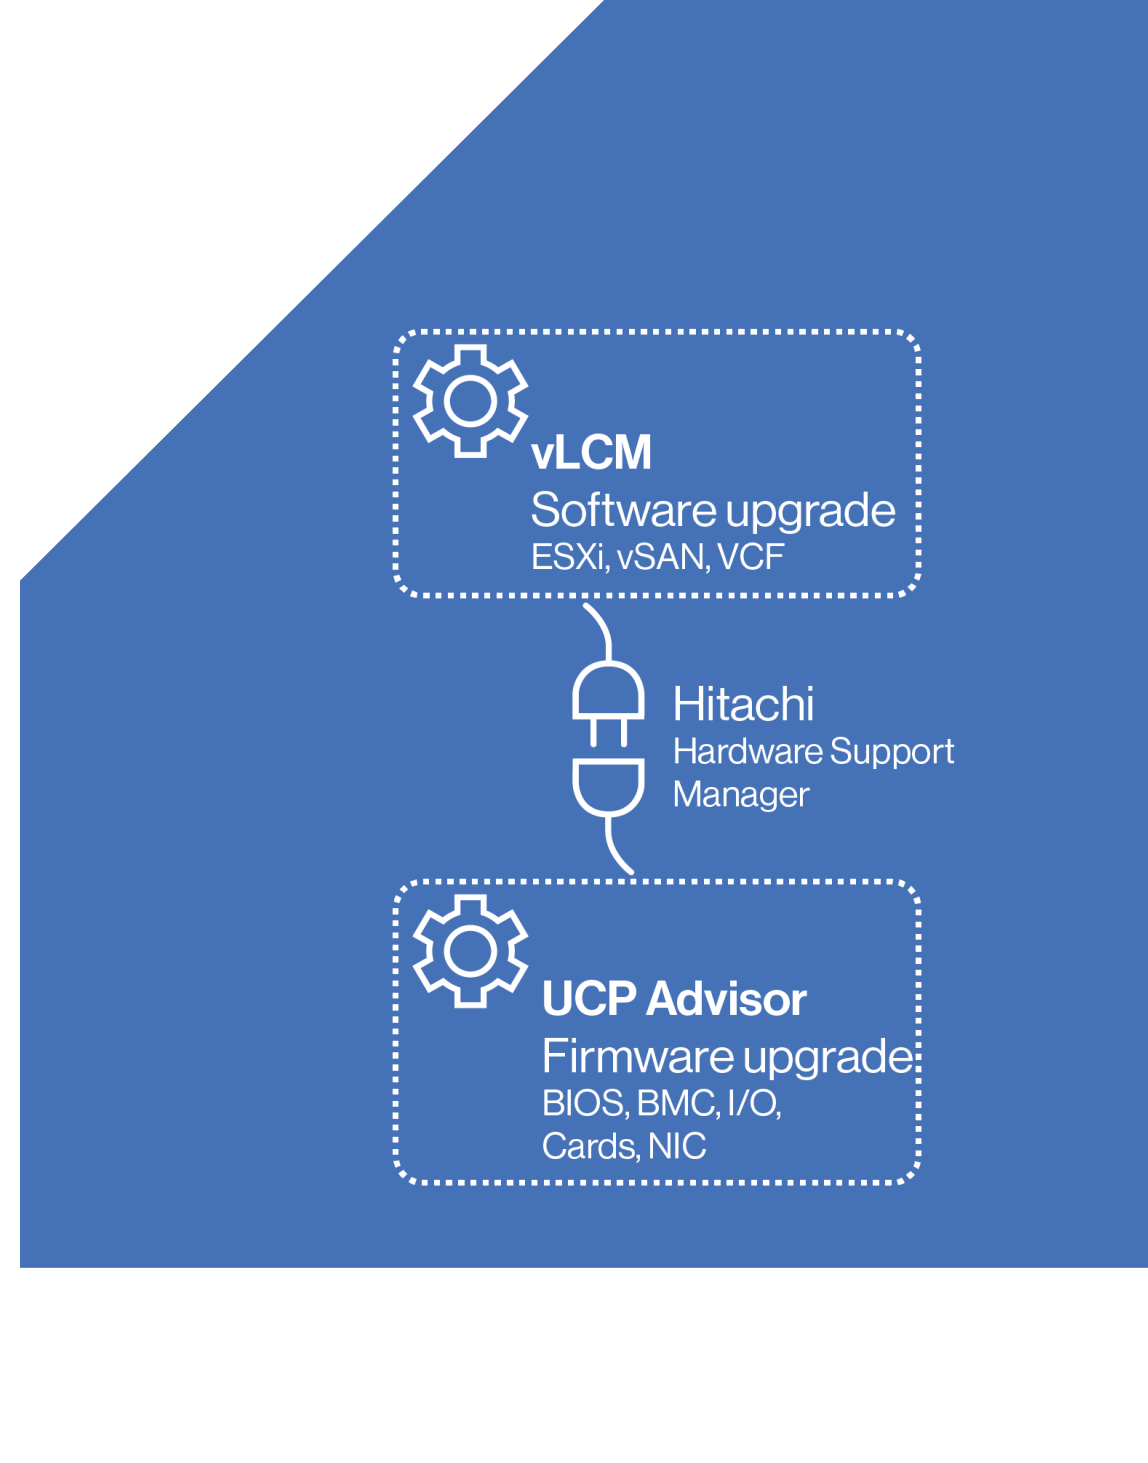 vLCM
Software upgrade
ESXi, vSAN, VCF
Hitachi
Hardware Support
Manager
UCP Advisor
Firmware upgrade
BIOS, BMC, I/O,
Cards, NIC